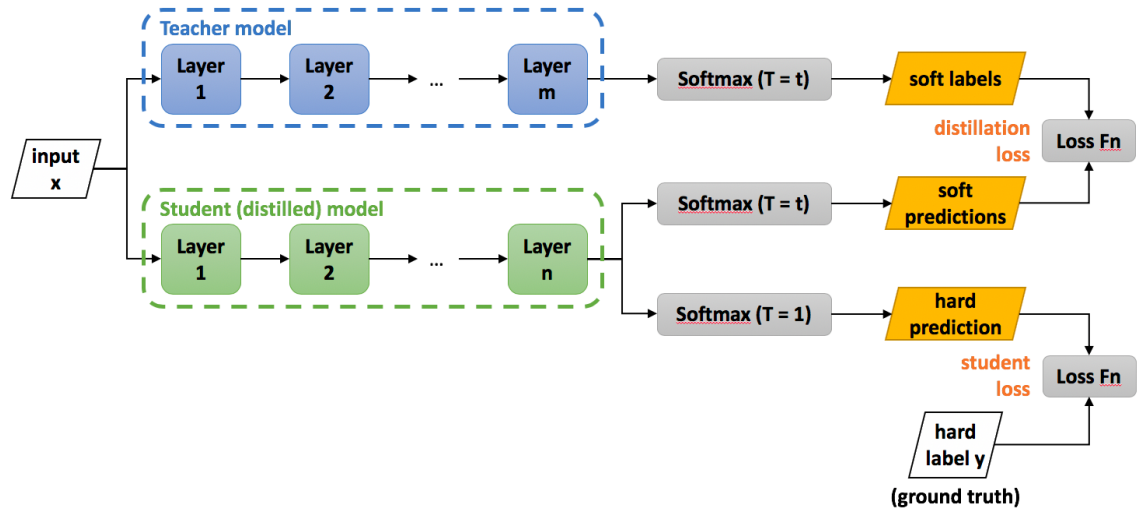 Teacher model
Layer
1
Layer
2
...
Layer
m
Softmax (T = t)
soft labels
input
x
distillation
loss
Loss Fn
Student (distilled) model
Layer
1
Layer
2
...
Layer
n
Softmax (T = t)
soft
predictions
Softmax (T = 1)
hard
prediction
student
loss
Loss Fn
hard
label y
(ground truth)